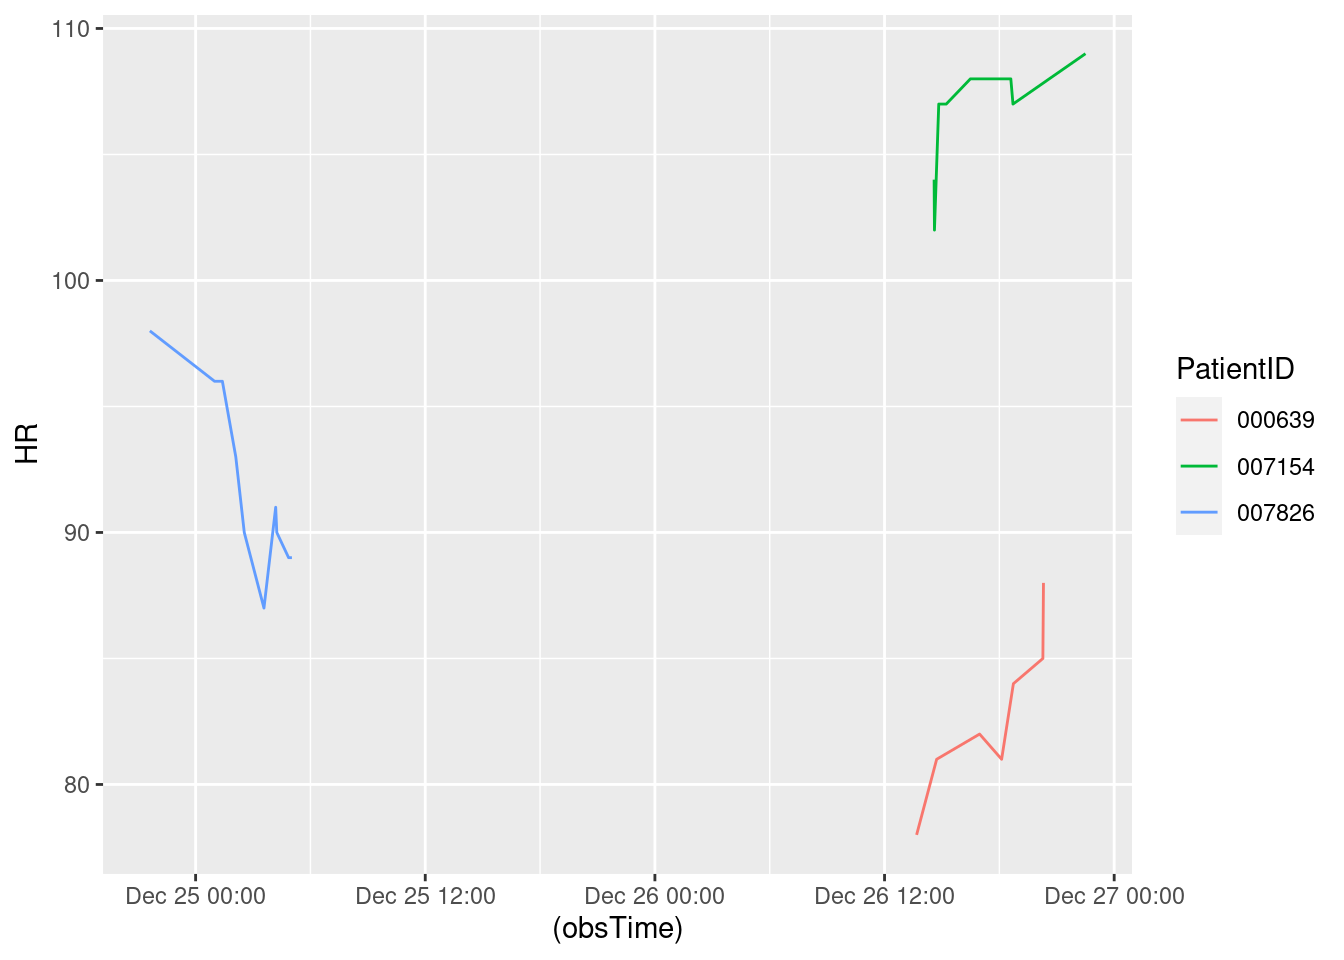 110
100
90
80
HR
Dec 25 00:00
Dec 25 12:00
Dec 26 00:00
Dec 26 12:00
Dec 27 00:00
(obsTime)
PatientID
000639
007154
007826